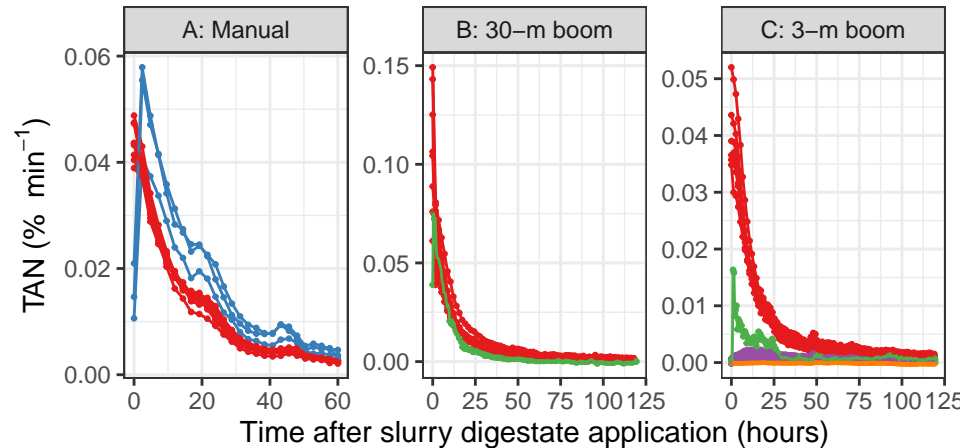 A: Manual
B: 30−m boom
C: 3−m boom
TAN (% min⁻¹)
0.06
0.04
0.02
0.00
0 20 40 60
0.15
0.10
0.05
0.00
0 25 50 75 100 125
0.05
0.04
0.03
0.02
0.01
0.00
0 25 50 75 100 125
Time after slurry digestate application (hours)